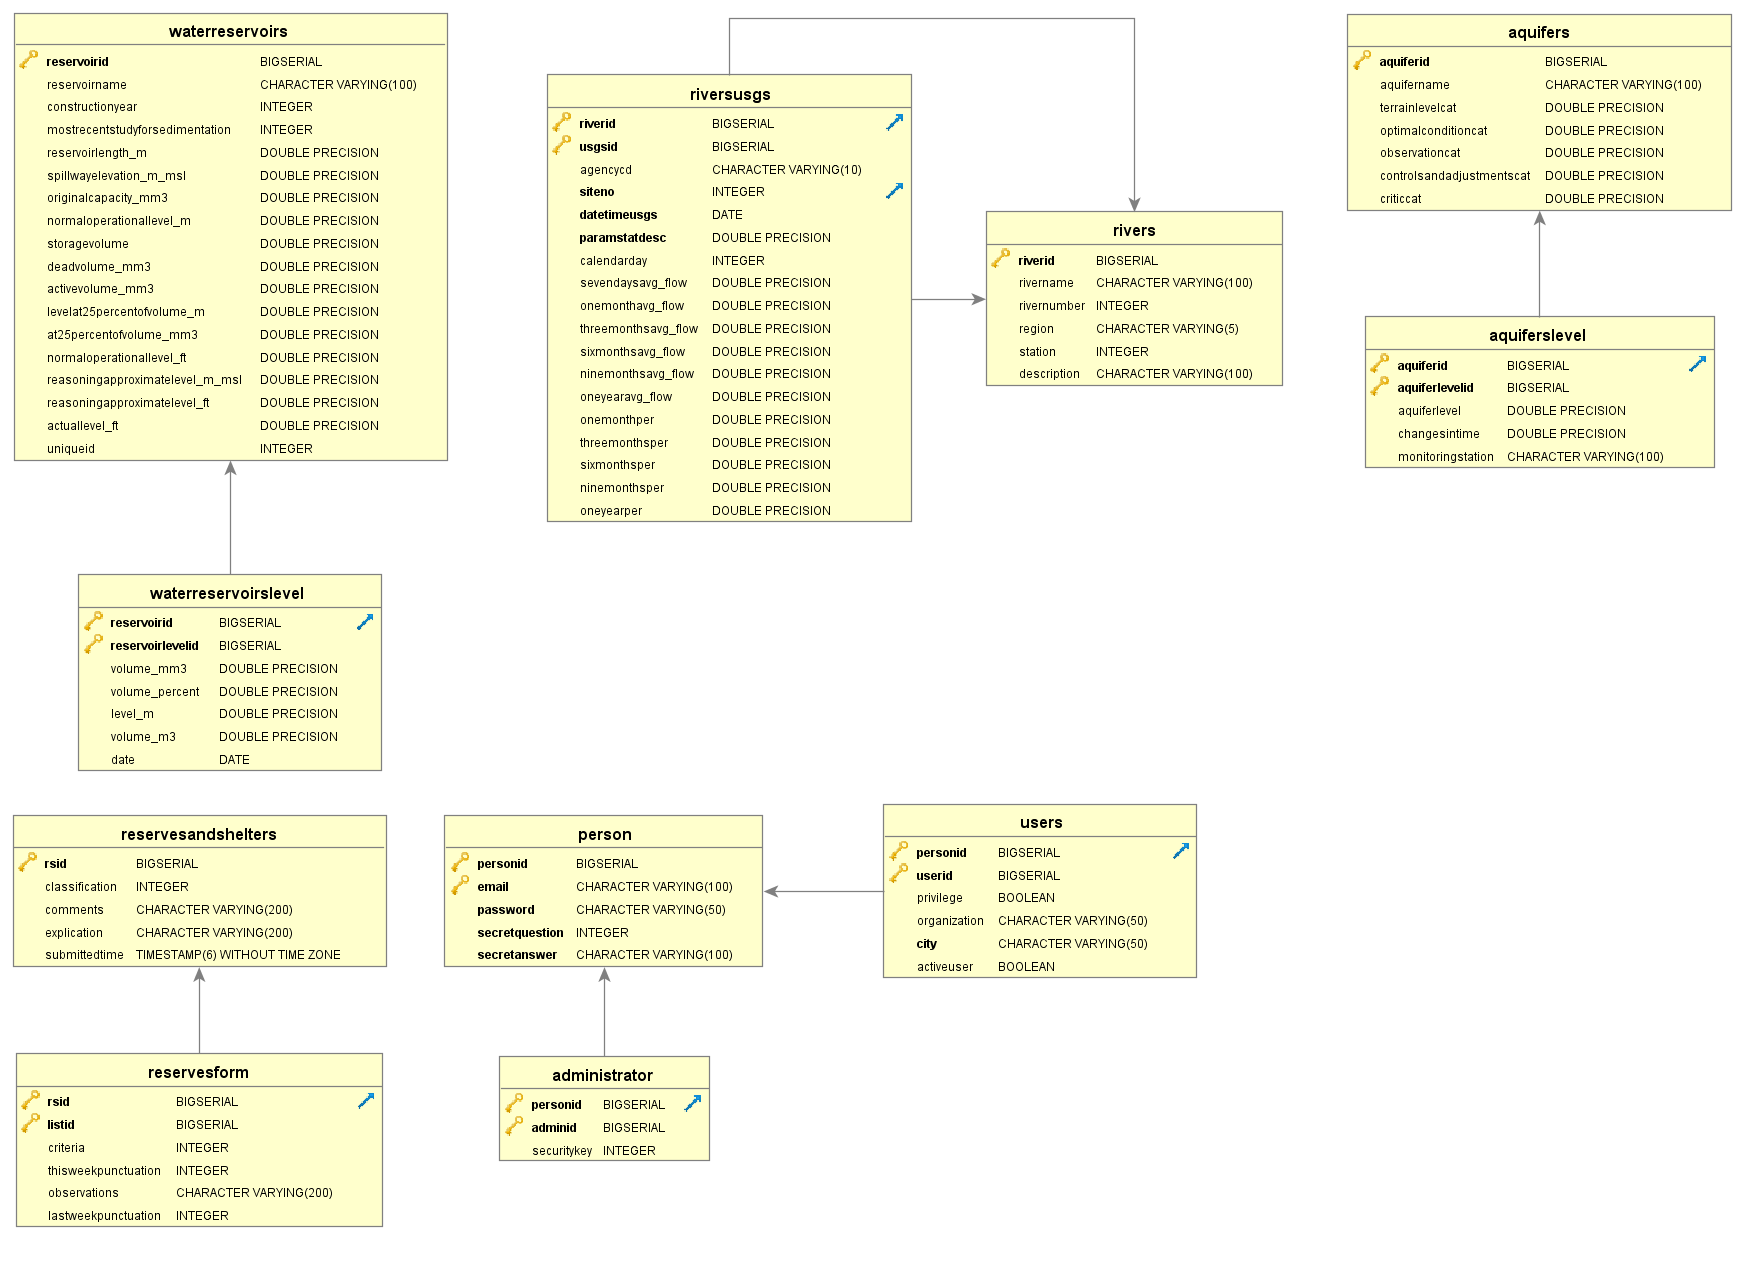 waterreservoirs
reservoirid BIGSERIAL
reservoirname CHARACTER VARYING(100)
constructionyear INTEGER
mostrecentstudyforsedimentation INTEGER
reservoirlength_m DOUBLE PRECISION
spillwayelevation_m_msl DOUBLE PRECISION
originalcapacity_mm3 DOUBLE PRECISION
normaloperationallevel_m DOUBLE PRECISION
storagevolume DOUBLE PRECISION
deadvolume_mm3 DOUBLE PRECISION
activevolume_mm3 DOUBLE PRECISION
levelat25percentofvolume_m DOUBLE PRECISION
at25percentofvolume_mm3 DOUBLE PRECISION
normaloperationallevel_ft DOUBLE PRECISION
reasoningapproximatelevel_m_msl DOUBLE PRECISION
reasoningapproximatelevel_ft DOUBLE PRECISION
actuallevel_ft DOUBLE PRECISION
uniqueid INTEGER
riversusgs
riverid BIGSERIAL
usgsid BIGSERIAL
agencycd CHARACTER VARYING(10)
siteno INTEGER
datetimeusgs DATE
paramstatdesc DOUBLE PRECISION
calendarday INTEGER
sevendaysavg_flow DOUBLE PRECISION
onemonthavg_flow DOUBLE PRECISION
threemonthsavg_flow DOUBLE PRECISION
sixmonthsavg_flow DOUBLE PRECISION
ninemonthsavg_flow DOUBLE PRECISION
oneyearavg_flow DOUBLE PRECISION
onemonthper DOUBLE PRECISION
threemonthsper DOUBLE PRECISION
sixmonthsper DOUBLE PRECISION
ninemonthsper DOUBLE PRECISION
oneyearper DOUBLE PRECISION
rivers
riverid BIGSERIAL
rivername CHARACTER VARYING(100)
rivernumber INTEGER
region CHARACTER VARYING(5)
station INTEGER
description CHARACTER VARYING(100)
aquifers
aquiferid BIGSERIAL
aquifername CHARACTER VARYING(100)
terrainlevelcat DOUBLE PRECISION
optimalconditioncat DOUBLE PRECISION
observationcat DOUBLE PRECISION
controlsandadjustmentscat DOUBLE PRECISION
criticcat DOUBLE PRECISION
aquiferslevel
aquiferid BIGSERIAL
aquiferlevelid BIGSERIAL
aquiferlevel DOUBLE PRECISION
changesintime DOUBLE PRECISION
monitoringstation CHARACTER VARYING(100)
waterreservoirslevel
reservoirid BIGSERIAL
reservoirlevelid BIGSERIAL
volume_mm3 DOUBLE PRECISION
volume_percent DOUBLE PRECISION
level_m DOUBLE PRECISION
volume_m3 DOUBLE PRECISION
date DATE
reservesandshelters
rsid BIGSERIAL
classification INTEGER
comments CHARACTER VARYING(200)
explication CHARACTER VARYING(200)
submittedtime TIMESTAMP(6) WITHOUT TIME ZONE
person
personid BIGSERIAL
email CHARACTER VARYING(100)
password CHARACTER VARYING(50)
secretquestion INTEGER
secretanswer CHARACTER VARYING(100)
users
personid BIGSERIAL
userid BIGSERIAL
privilege BOOLEAN
organization CHARACTER VARYING(50)
city CHARACTER VARYING(50)
activeuser BOOLEAN
reservesform
rsid BIGSERIAL
listid BIGSERIAL
criteria INTEGER
thisweekpunctuation INTEGER
observations CHARACTER VARYING(200)
lastweekpunctuation INTEGER
administrator
personid BIGSERIAL
adminid BIGSERIAL
securitykey INTEGER